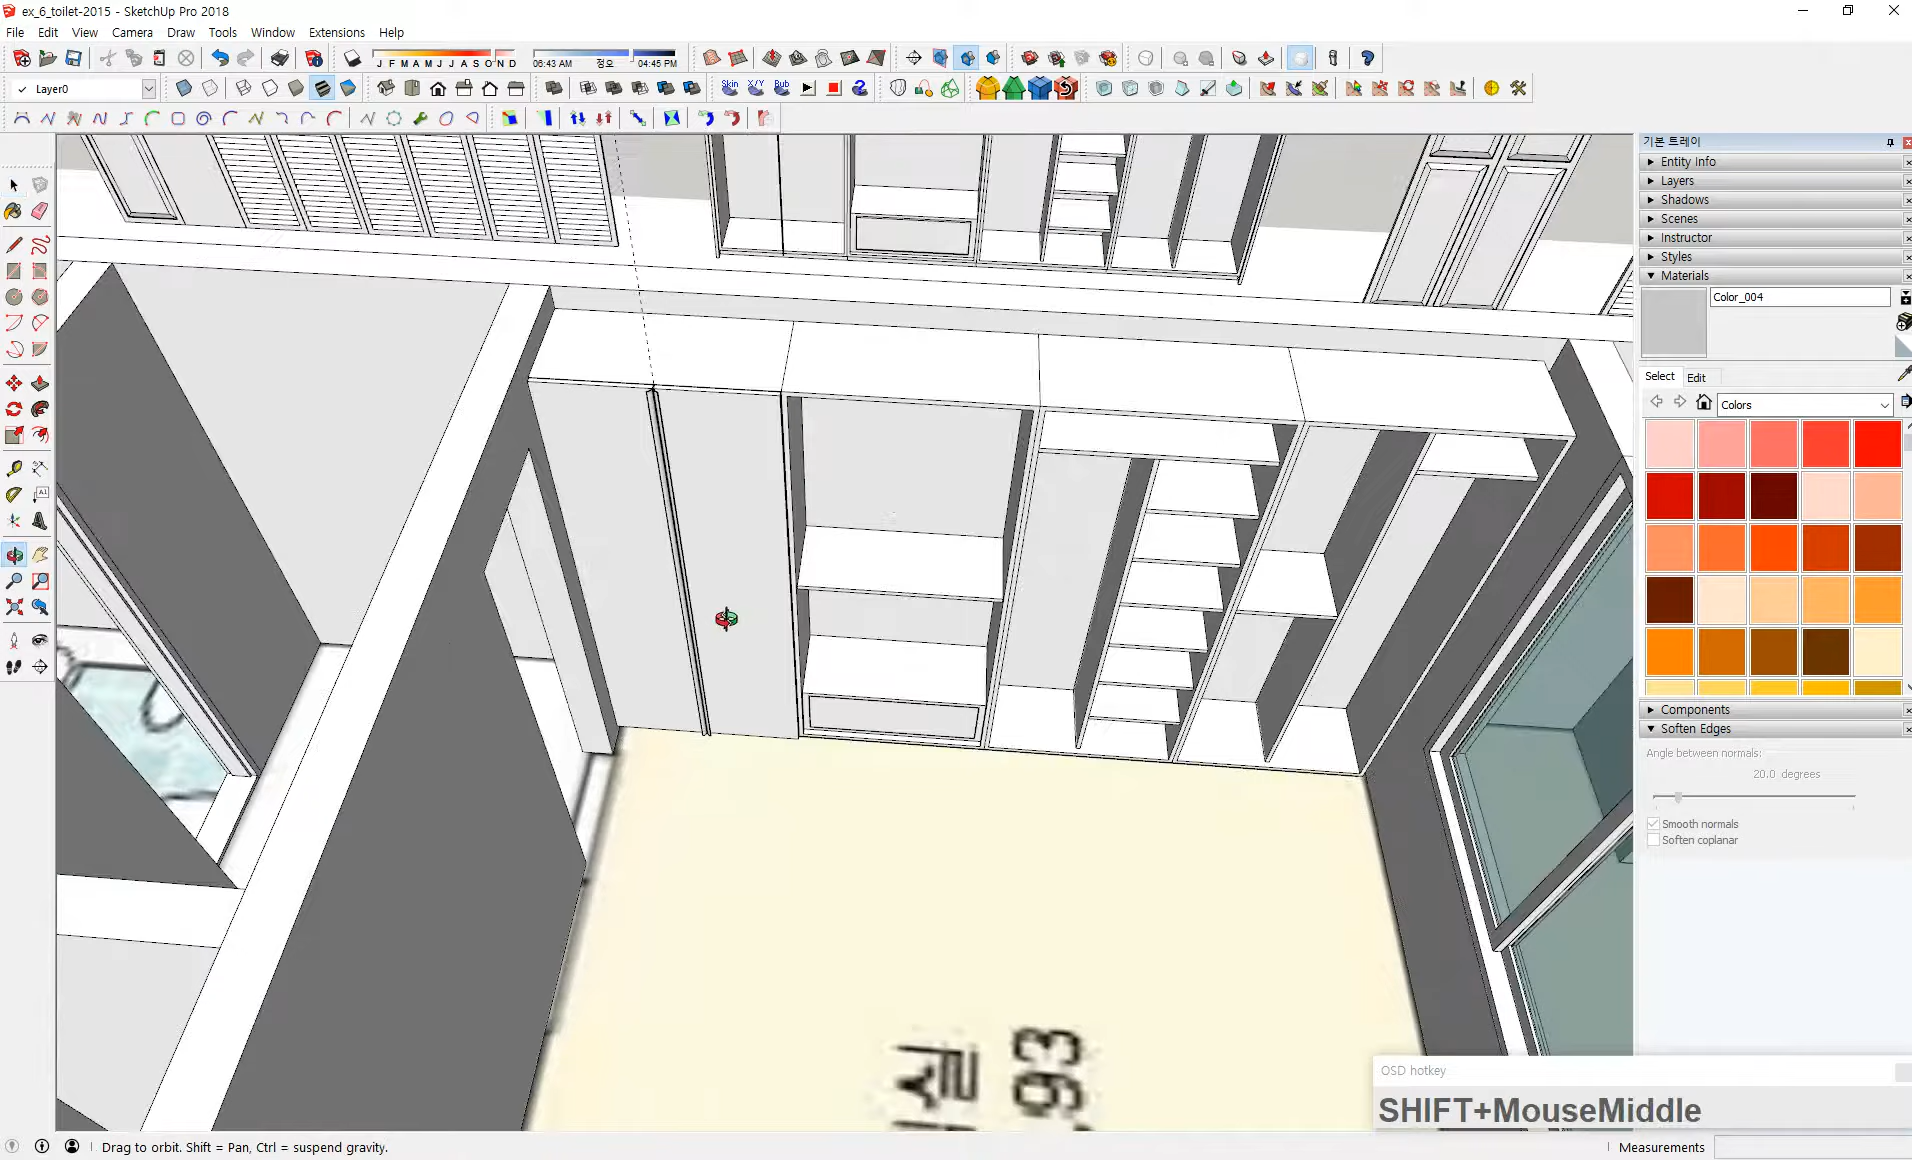 ex_6_toilet-2015 - SketchUp Pro 2018
File Edit View Camera Draw Tools Window Extensions Help
J F M A M J J A S O N D
06:43 AM 정오 04:45 PM
✓ Layer0
Skin X/Y Bub
기본 트레이
Entity Info
Layers
Shadows
Scenes
Instructor
Styles
Materials
Color_004
Select Edit
Colors
Components
Soften Edges
Angle between normals:
20.0 degrees
Smooth normals
Soften coplanar
93
OSD hotkey
SHIFT+MouseMiddle
Drag to orbit. Shift = Pan, Ctrl = suspend gravity.
Measurements